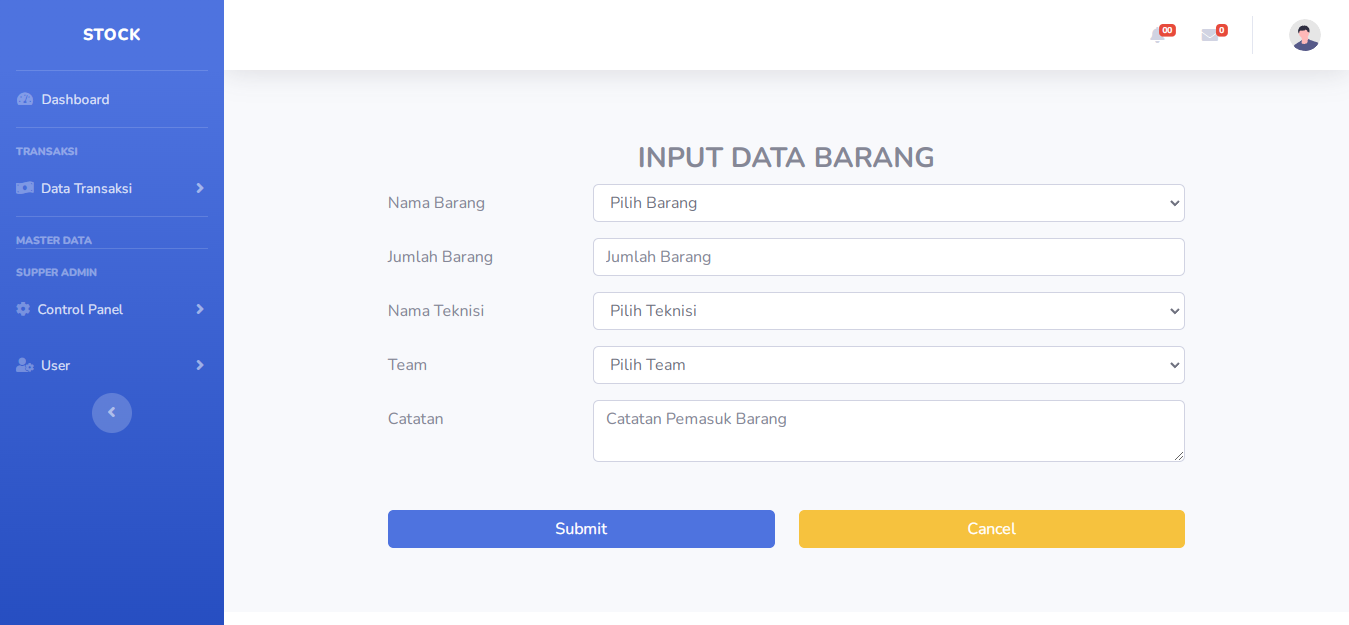 STOCK
00
0
Dashboard
TRANSAKSI
Data Transaksi
MASTER DATA
SUPPER ADMIN
Control Panel
User
INPUT DATA BARANG
Nama Barang
Pilih Barang
Jumlah Barang
Jumlah Barang
Nama Teknisi
Pilih Teknisi
Team
Pilih Team
Catatan
Catatan Pemasuk Barang
Submit
Cancel